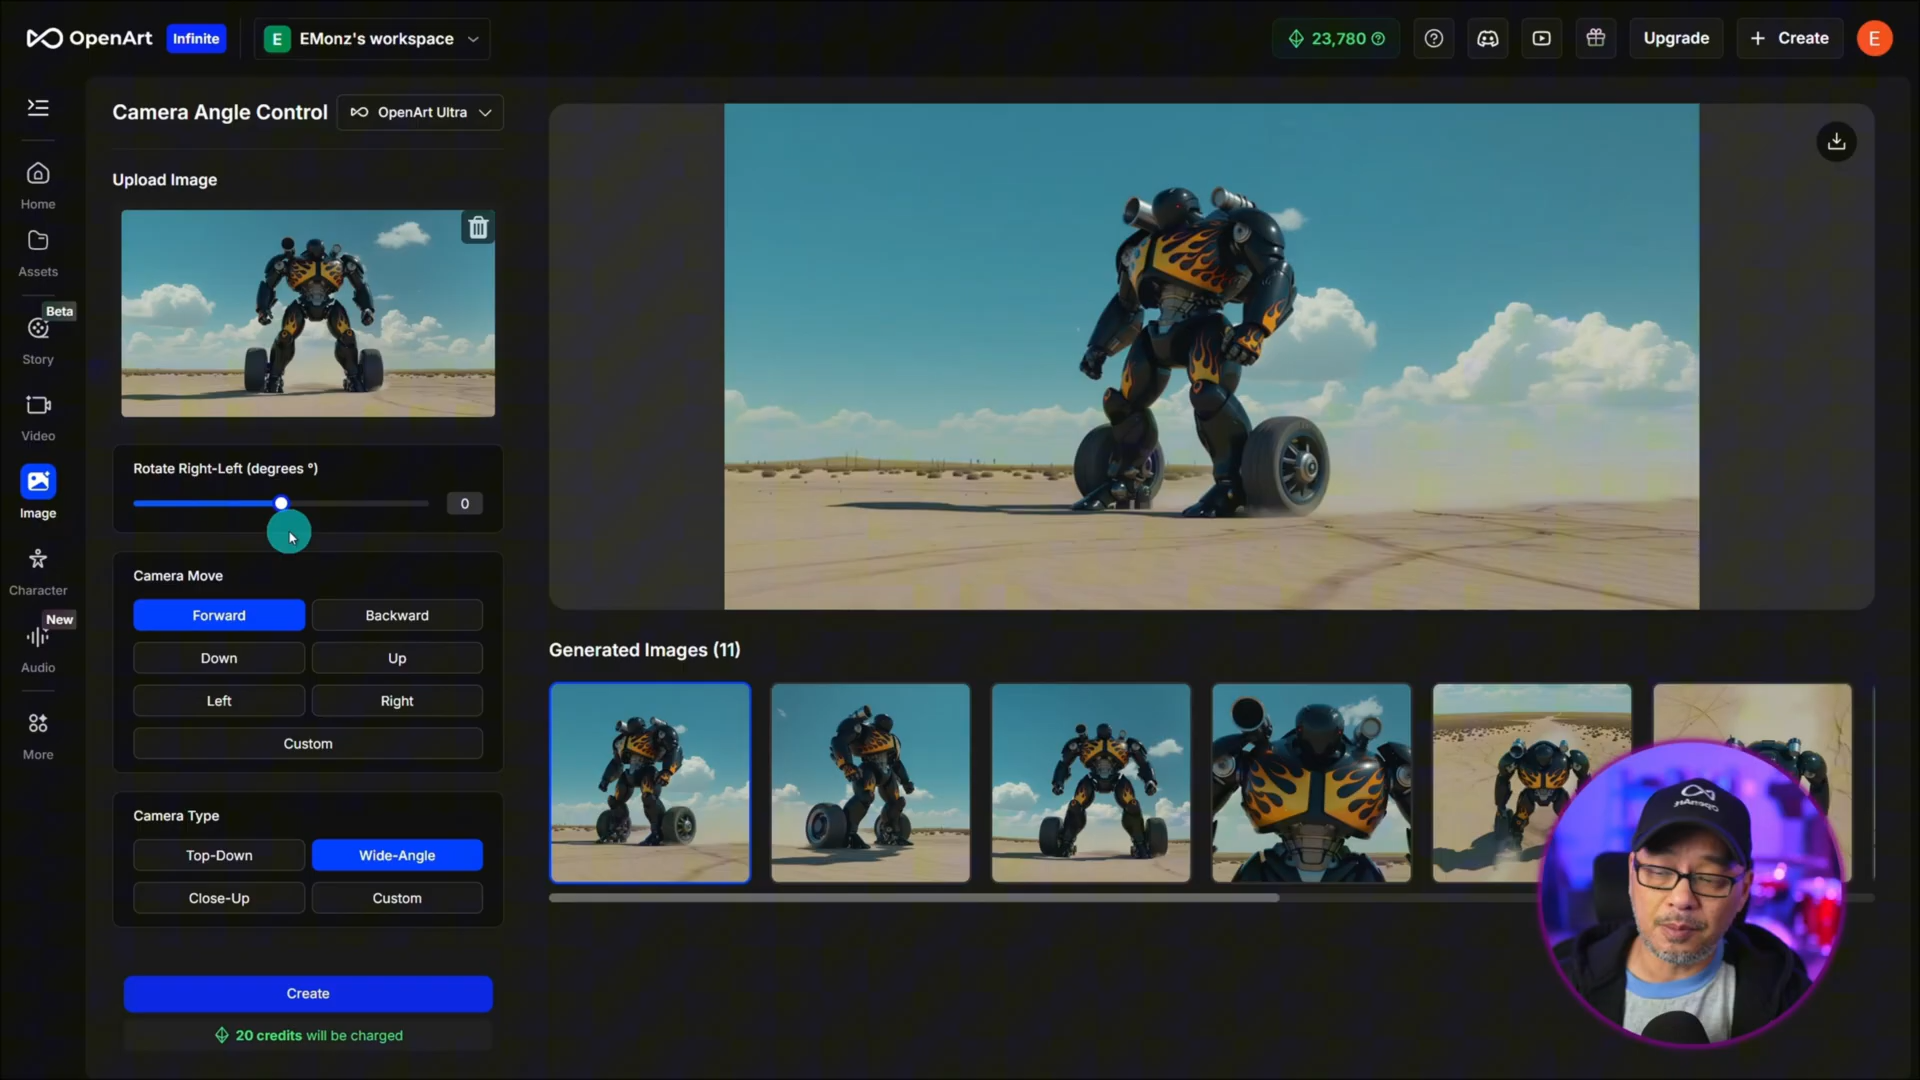 OpenArt Infinite E EMonz's workspace 23,780 Upgrade + Create E
Camera Angle Control OpenArt Ultra
Upload Image
Home
Assets
Beta
Story
Video
Image
Character
New
Audio
More
Rotate Right-Left (degrees °)
0
Camera Move
Forward Backward
Down Up
Left Right
Custom
Camera Type
Top-Down Wide-Angle
Close-Up Custom
Create
20 credits will be charged
Generated Images (11)